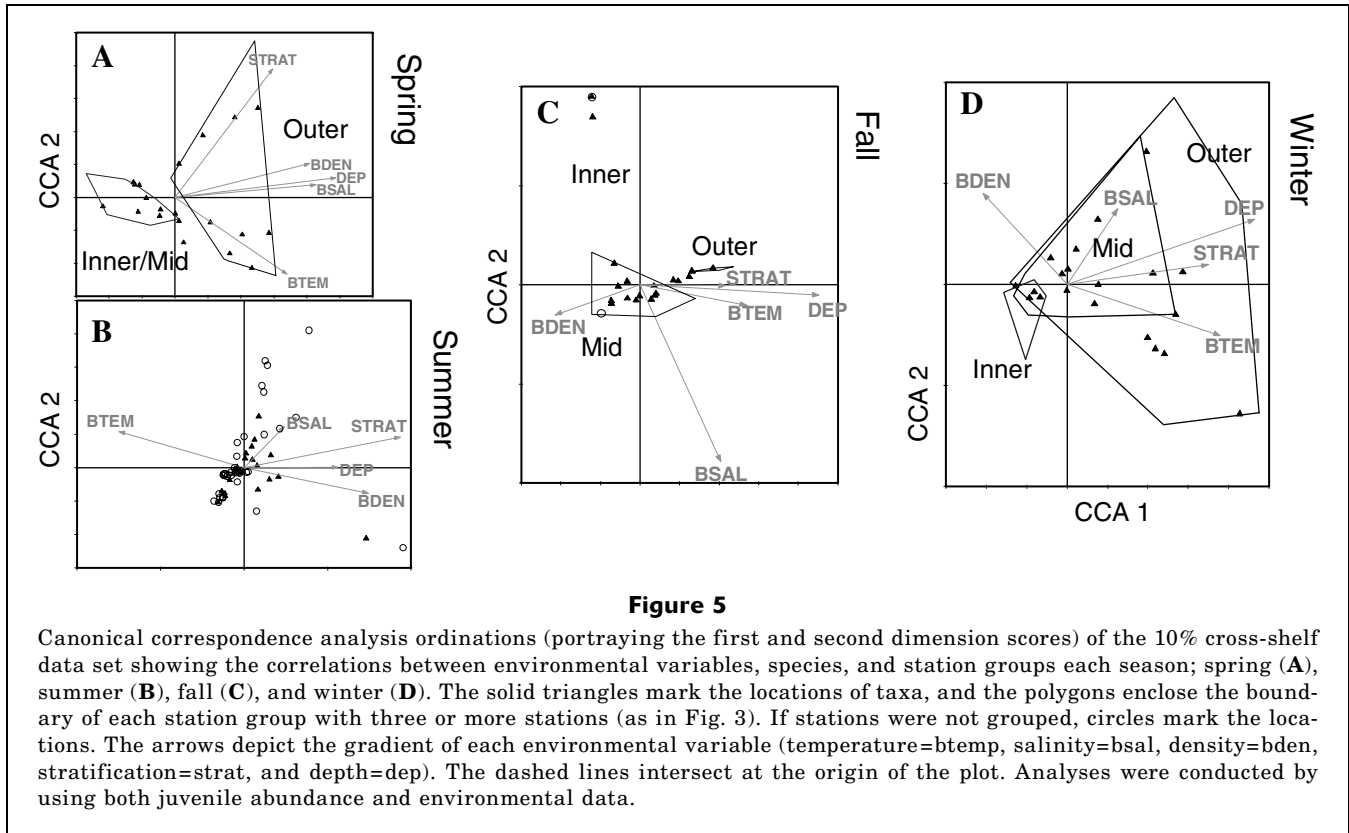 A
Spring
STRAT
Outer
BDEN
DEP
BSAL
CCA 2
Inner/Mid
BTEM
B
Summer
BTEM
BSAL
STRAT
CCA 2
DEP
BDEN
C
Fall
Inner
Outer
STRAT
CCA 2
BTEM
DEP
BDEN
Mid
BSAL
D
Winter
Outer
BDEN
BSAL
DEP
Mid
STRAT
BTEM
Inner
CCA 2
CCA 1
Figure 5
Canonical correspondence analysis ordinations (portraying the first and second dimension scores) of the 10% cross-shelf
data set showing the correlations between environmental variables, species, and station groups each season; spring (A),
summer (B), fall (C), and winter (D). The solid triangles mark the locations of taxa, and the polygons enclose the bound-
ary of each station group with three or more stations (as in Fig. 3). If stations were not grouped, circles mark the loca-
tions. The arrows depict the gradient of each environmental variable (temperature=btemp, salinity=bsal, density=bden,
stratification=strat, and depth=dep). The dashed lines intersect at the origin of the plot. Analyses were conducted by
using both juvenile abundance and environmental data.